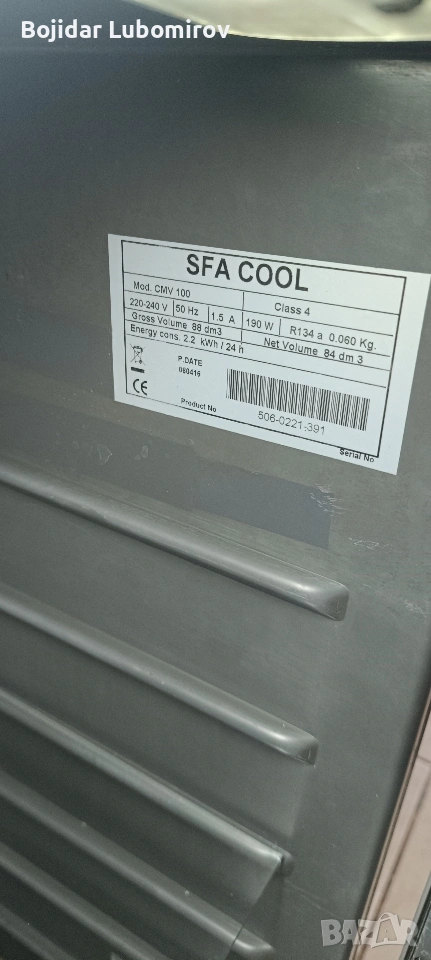 Bojidar Lubomirov
SFA COOL
Mod. CMV 100 Class 4
220-240 V 50 Hz 1.5 A 190 W R134 a 0.060 Kg.
Gross Volume 88 dm3 Net Volume 84 dm 3
Energy cons. 2.2 kWh / 24 h
P.DATE
080416
CE
Product No 506-0221-391
Serial No
BAZAR